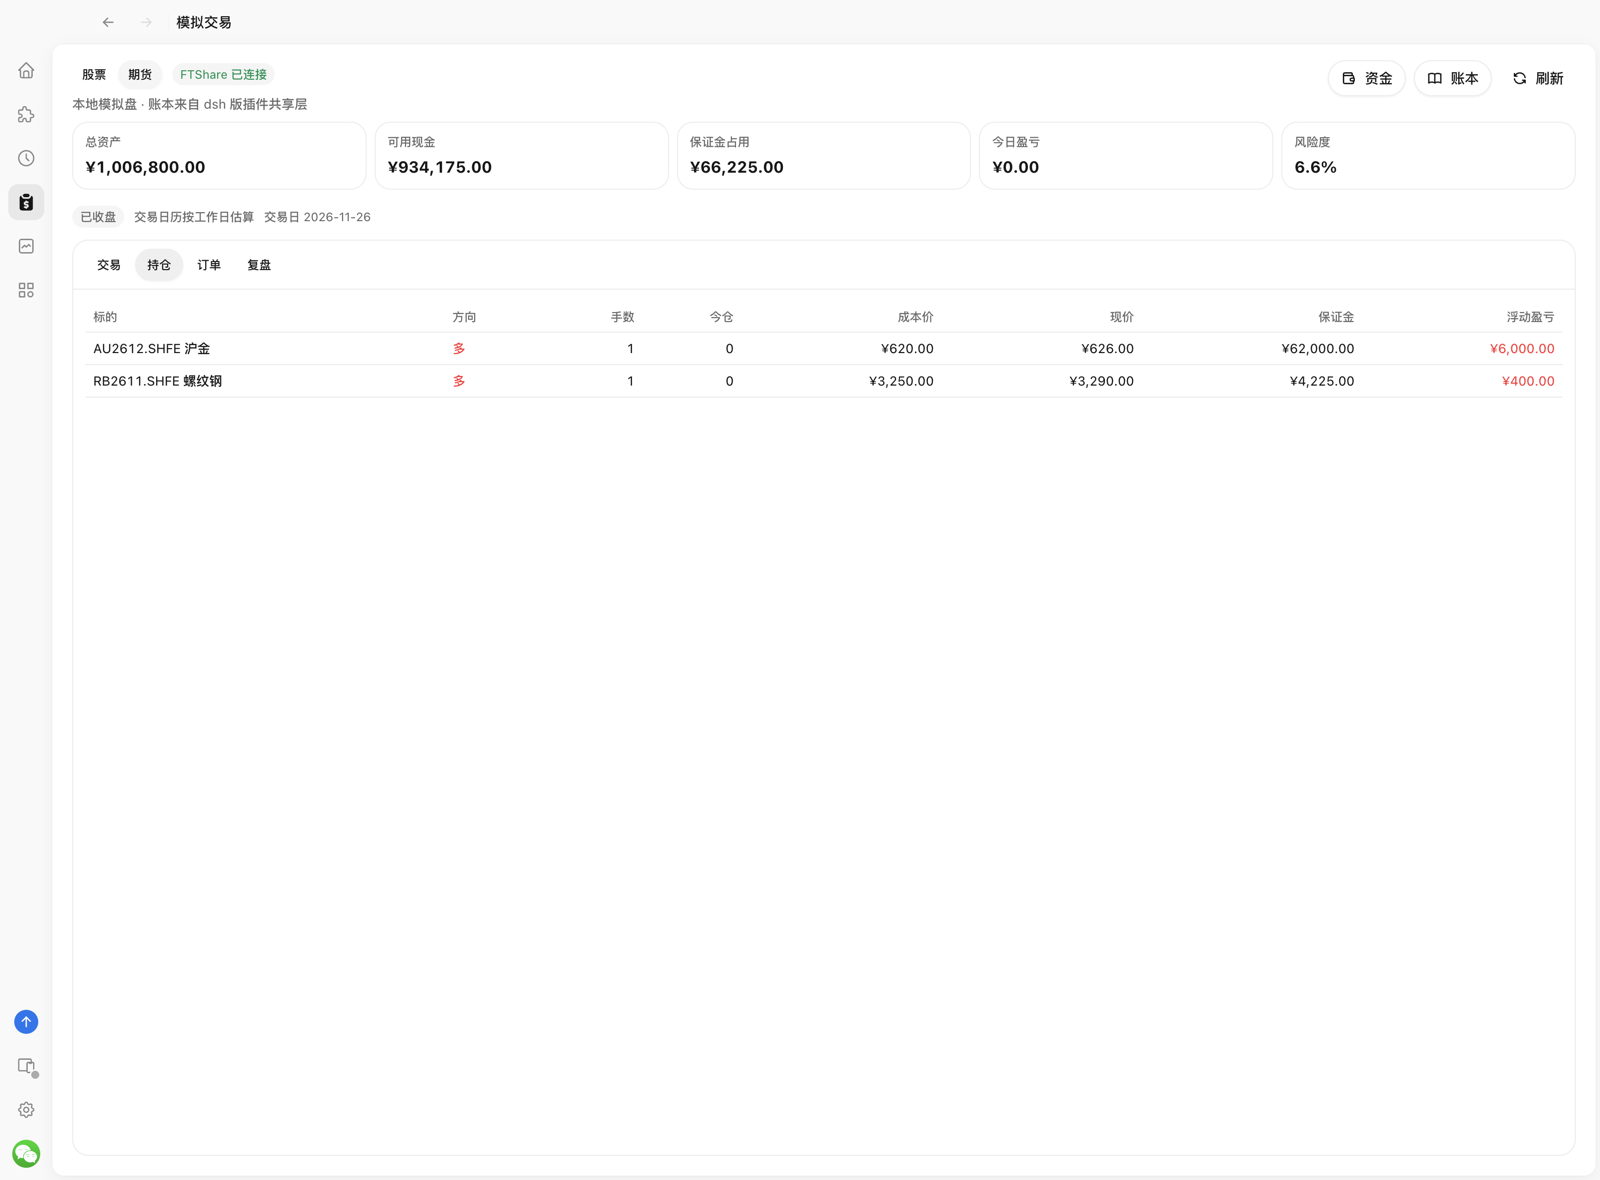 模拟交易
股票 期货 FTShare 已连接 资金 账本 刷新
本地模拟盘 · 账本来自 dsh 版插件共享层
总资产 可用现金 保证金占用 今日盈亏 风险度
¥1,006,800.00 ¥934,175.00 ¥66,225.00 ¥0.00 6.6%
已收盘 交易日历按工作日估算 交易日 2026-11-26
交易 持仓 订单 复盘
标的 方向 手数 今仓 成本价 现价 保证金 浮动盈亏
AU2612.SHFE 沪金 多 1 0 ¥620.00 ¥626.00 ¥62,000.00 ¥6,000.00
RB2611.SHFE 螺纹钢 多 1 0 ¥3,250.00 ¥3,290.00 ¥4,225.00 ¥400.00